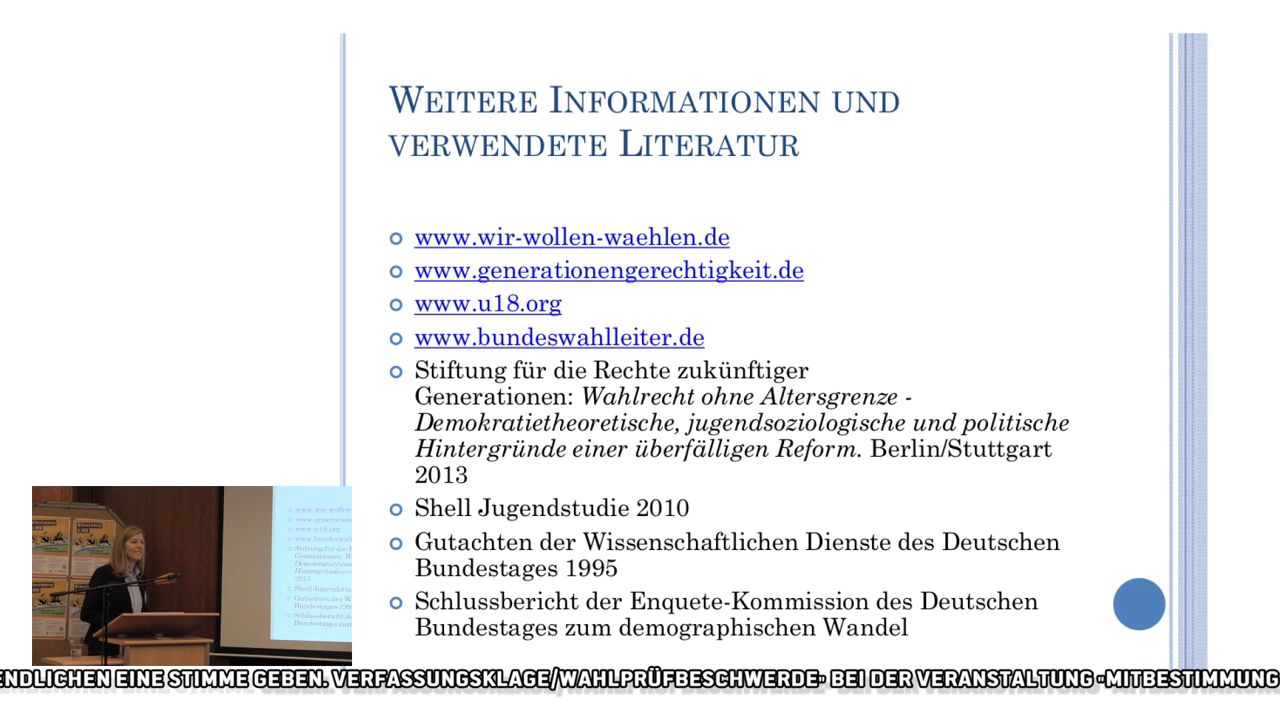 WEITERE INFORMATIONEN UND
VERWENDETE LITERATUR
www.wir-wollen-waehlen.de
www.generationengerechtigkeit.de
www.u18.org
www.bundeswahlleiter.de
Stiftung für die Rechte zukünftiger
Generationen: Wahlrecht ohne Altersgrenze -
Demokratietheoretische, jugendsoziologische und politische
Hintergründe einer überfälligen Reform. Berlin/Stuttgart
2013
Shell Jugendstudie 2010
Gutachten der Wissenschaftlichen Dienste des Deutschen
Bundestages 1995
Schlussbericht der Enquete-Kommission des Deutschen
Bundestages zum demographischen Wandel
ENDLICHEN EINE STIMME GEBEN. VERFASSUNGSKLAGE/WAHLPRÜFBESCHWERDE" BEI DER VERANSTALTUNG "MITBESTIMMUNG